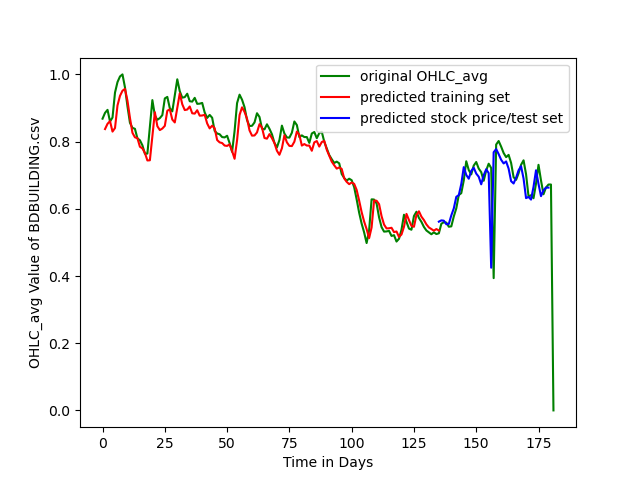 original OHLC_avg
predicted training set
predicted stock price/test set
1.0
0.8
0.6
0.4
0.2
0.0
OHLC_avg Value of BDBUILDING.csv
0 25 50 75 100 125 150 175
Time in Days